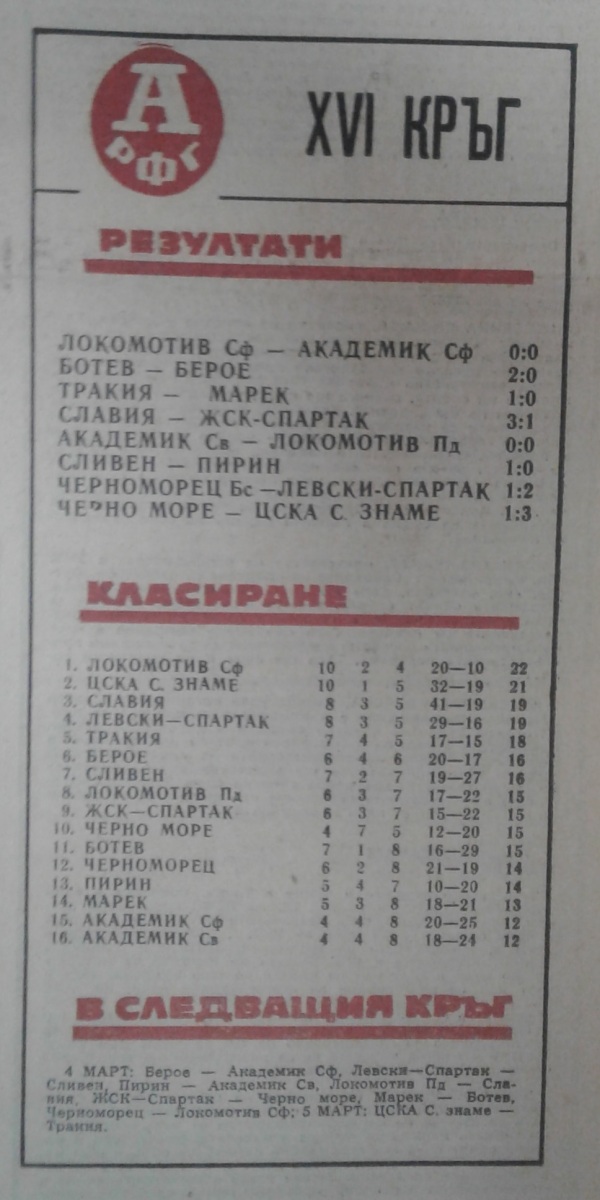 А
РФГ
XVI КРЪГ
РЕЗУЛТАТИ
ЛОКОМОТИВ Сф — АКАДЕМИК Сф 0:0
БОТЕВ — БЕРОЕ 2:0
ТРАКИЯ — МАРЕК 1:0
СЛАВИЯ — ЖСК-СПАРТАК 3:1
АКАДЕМИК Св — ЛОКОМОТИВ Пд 0:0
СЛИВЕН — ПИРИН 1:0
ЧЕРНОМОРЕЦ Бс —ЛЕВСКИ-СПАРТАК 1:2
ЧЕРНО МОРЕ — ЦСКА С. ЗНАМЕ 1:3
КЛАСИРАНЕ
1. ЛОКОМОТИВ Сф 10 2 4 20—10 22
2. ЦСКА С. ЗНАМЕ 10 1 5 32—19 21
3. СЛАВИЯ 8 3 5 41—19 19
4. ЛЕВСКИ—СПАРТАК 8 3 5 29—16 19
5. ТРАКИЯ 7 4 5 17—15 18
6. БЕРОЕ 6 4 6 20—17 16
7. СЛИВЕН 7 2 7 19—27 16
8. ЛОКОМОТИВ Пд 6 3 7 17—22 15
9. ЖСК—СПАРТАК 6 3 7 15—22 15
10. ЧЕРНО МОРЕ 4 7 5 12—20 15
11. БОТЕВ 7 1 8 16—29 15
12. ЧЕРНОМОРЕЦ 6 2 8 21—19 14
13. ПИРИН 5 4 7 10—20 14
14. МАРЕК 5 3 8 18—21 13
15. АКАДЕМИК Сф 4 4 8 20—25 12
16. АКАДЕМИК Св 4 4 8 18—24 12
В СЛЕДВАЩИЯ КРЪГ
4 МАРТ: Берое — Академик Сф, Левски—Спартак —
Сливен, Пирин — Академик Св, Локомотив Пд — Сла-
вия, ЖСК—Спартак — Черно море, Марек — Ботев,
Черноморец — Локомотив Сф; 5 МАРТ: ЦСКА С. знаме —
Тракия.